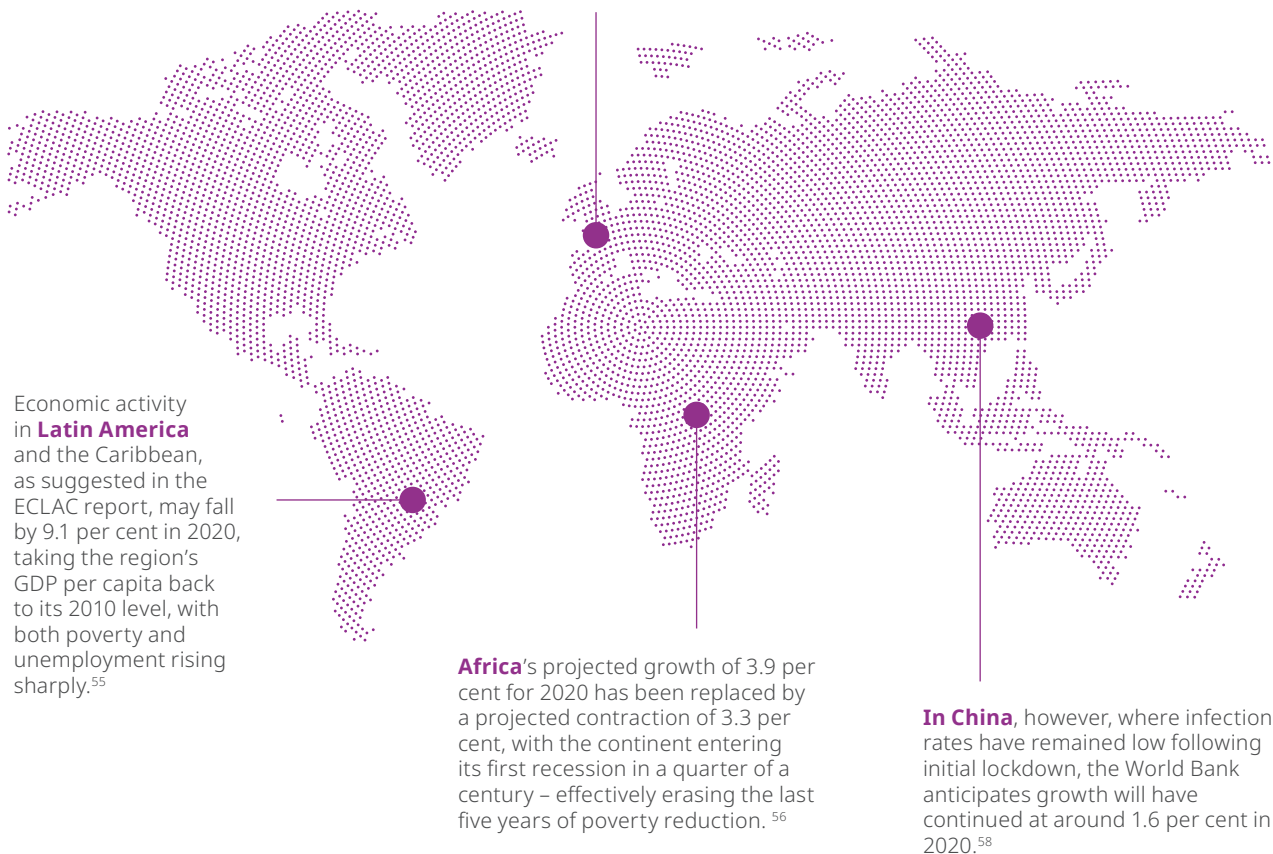 Economic activity
in Latin America
and the Caribbean,
as suggested in the
ECLAC report, may fall
by 9.1 per cent in 2020,
taking the region's
GDP per capita back
to its 2010 level, with
both poverty and
unemployment rising
sharply.55
Africa's projected growth of 3.9 per
cent for 2020 has been replaced by
a projected contraction of 3.3 per
cent, with the continent entering
its first recession in a quarter of a
century – effectively erasing the last
five years of poverty reduction. 56
In China, however, where infection
rates have remained low following
initial lockdown, the World Bank
anticipates growth will have
continued at around 1.6 per cent in
2020.58